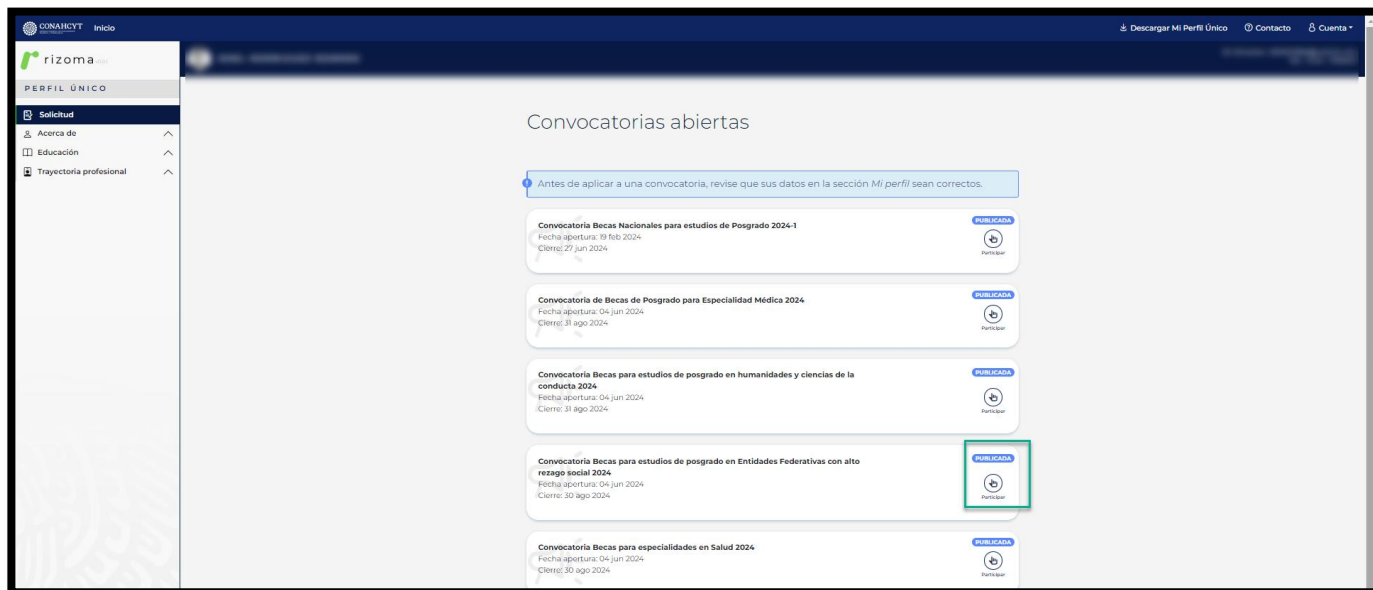 CONAHCYT Inicio
Descargar Mi Perfil Único Contacto Cuenta
rizoma
PERFIL ÚNICO
Solicitud
Acerca de
Educación
Trayectoria profesional
Convocatorias abiertas
Antes de aplicar a una convocatoria, revise que sus datos en la sección Mi perfil sean correctos.
Convocatoria Becas Nacionales para estudios de Posgrado 2024-1
Fecha apertura: 19 feb 2024
Cierre: 27 jun 2024
PUBLICADA
Participar
Convocatoria de Becas de Posgrado para Especialidad Médica 2024
Fecha apertura: 04 jun 2024
Cierre: 31 ago 2024
PUBLICADA
Participar
Convocatoria Becas para estudios de posgrado en humanidades y ciencias de la
conducta 2024
Fecha apertura: 04 jun 2024
Cierre: 31 ago 2024
PUBLICADA
Participar
Convocatoria Becas para estudios de posgrado en Entidades Federativas con alto
rezago social 2024
Fecha apertura: 04 jun 2024
Cierre: 30 ago 2024
PUBLICADA
Participar
Convocatoria Becas para especialidades en Salud 2024
Fecha apertura: 04 jun 2024
Cierre: 30 ago 2024
PUBLICADA
Participar